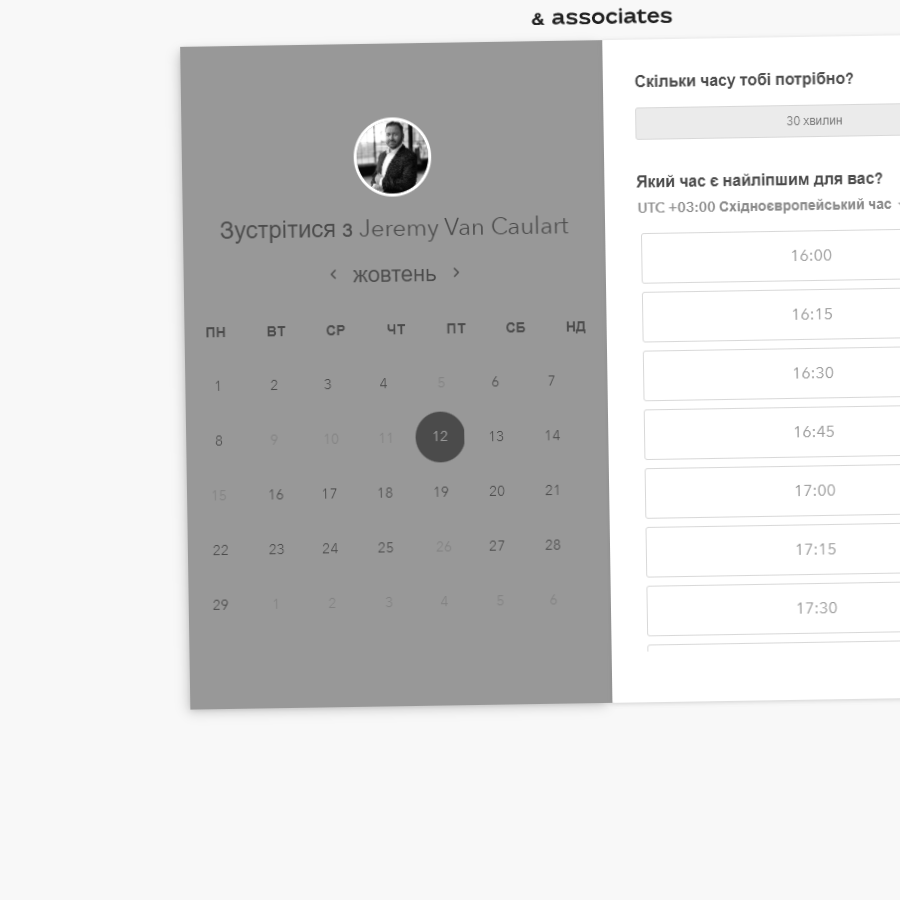 & associates
Зустрітися з Jeremy Van Caulart
жовтень
ПН ВТ СР ЧТ ПТ СБ НД
1 2 3 4 5 6 7
8 9 10 11 12 13 14
15 16 17 18 19 20 21
22 23 24 25 26 27 28
29 1 2 3 4 5 6
Скільки часу тобі потрібно?
30 хвилин
Який час є найліпшим для вас?
UTC +03:00 Східноєвропейський час
16:00
16:15
16:30
16:45
17:00
17:15
17:30